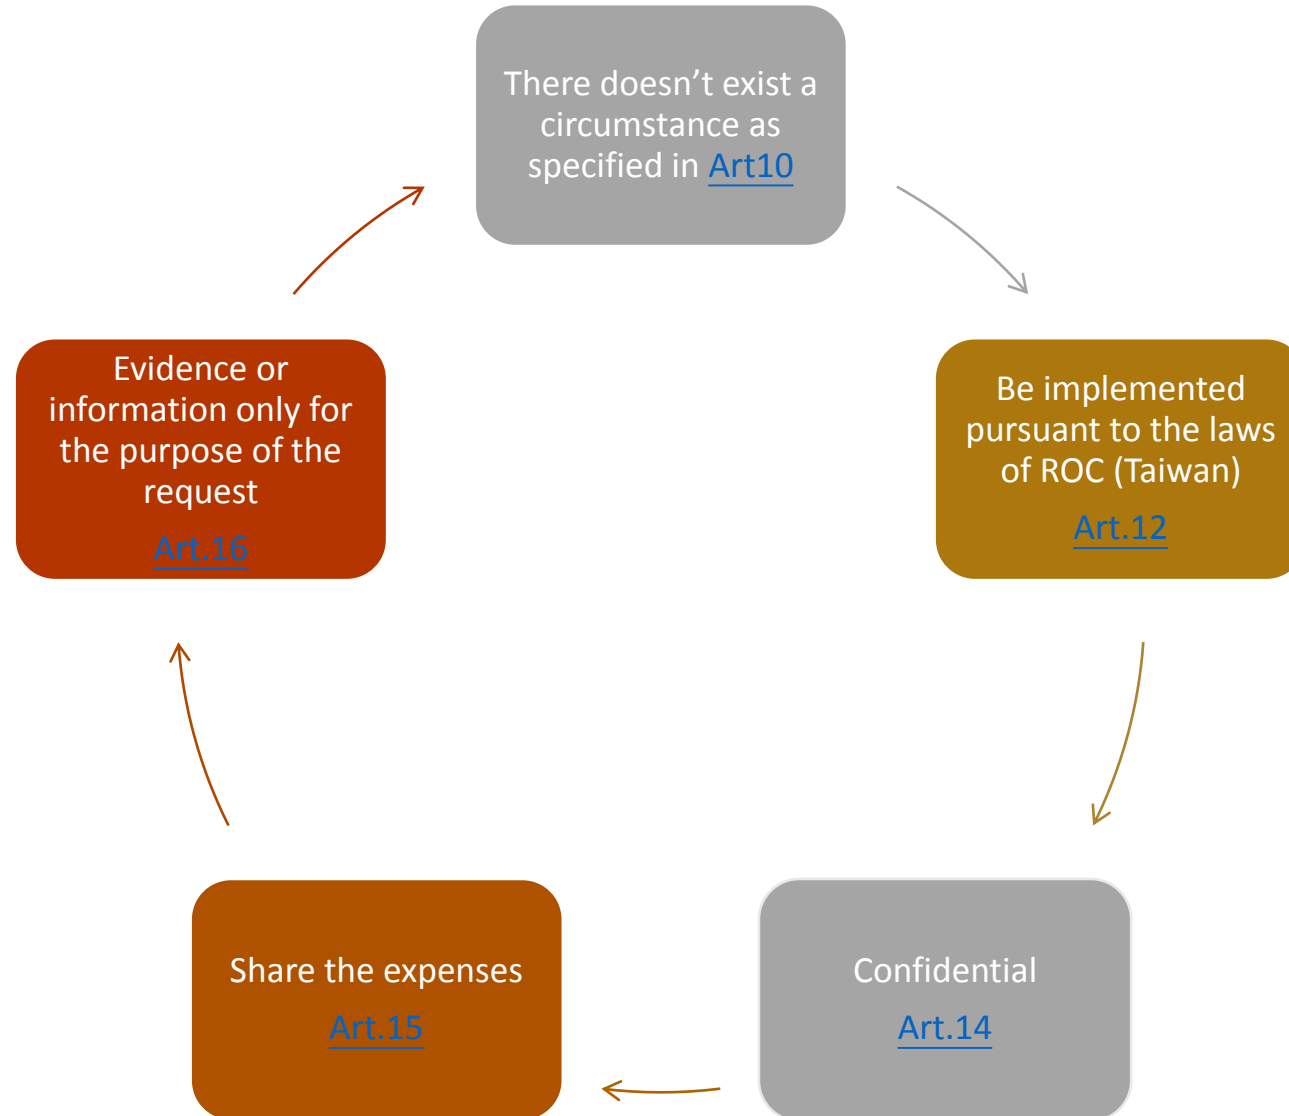 There doesn’t exist a
circumstance as
specified in Art10
Be implemented
pursuant to the laws
of ROC (Taiwan)
Art.12
Confidential
Art.14
Share the expenses
Art.15
Evidence or
information only for
the purpose of the
request
Art.16